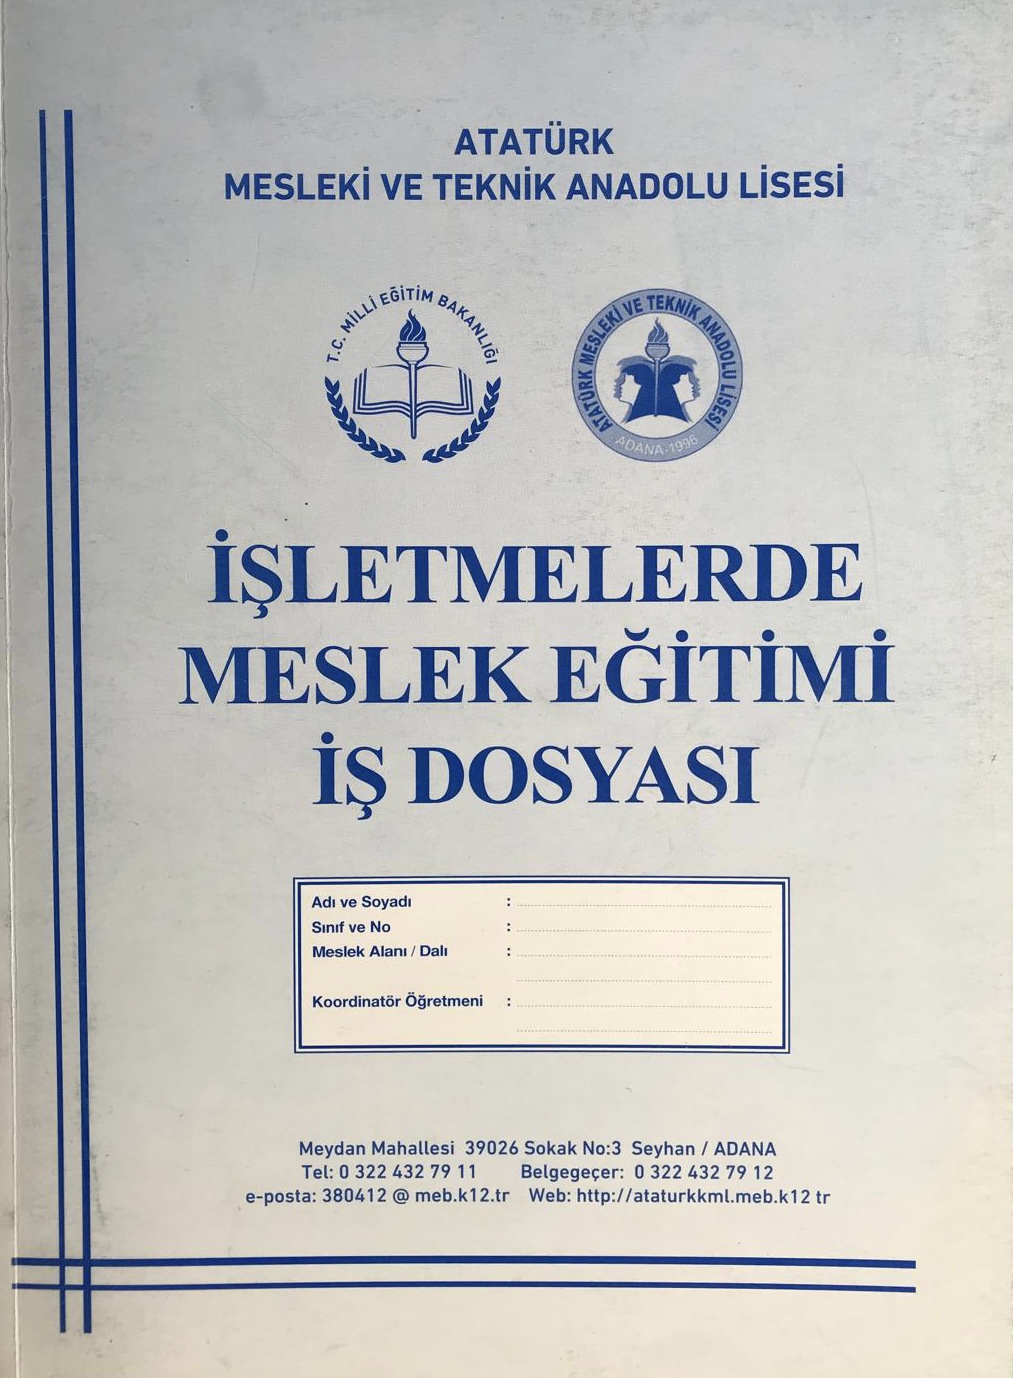 ATATÜRK
MESLEKİ VE TEKNİK ANADOLU LİSESİ
T.C. MİLLİ EĞİTİM BAKANLIĞI
ATATÜRK MESLEKİ VE TEKNİK ANADOLU LİSESİ
ADANA-1996
İŞLETMELERDE
MESLEK EĞİTİMİ
İŞ DOSYASI
Adı ve Soyadı :
Sınıf ve No :
Meslek Alanı / Dalı :
Koordinatör Öğretmeni :
Meydan Mahallesi 39026 Sokak No:3 Seyhan / ADANA
Tel: 0 322 432 79 11 Belgegeçer: 0 322 432 79 12
e-posta: 380412 @ meb.k12.tr Web: http://ataturkkml.meb.k12 tr